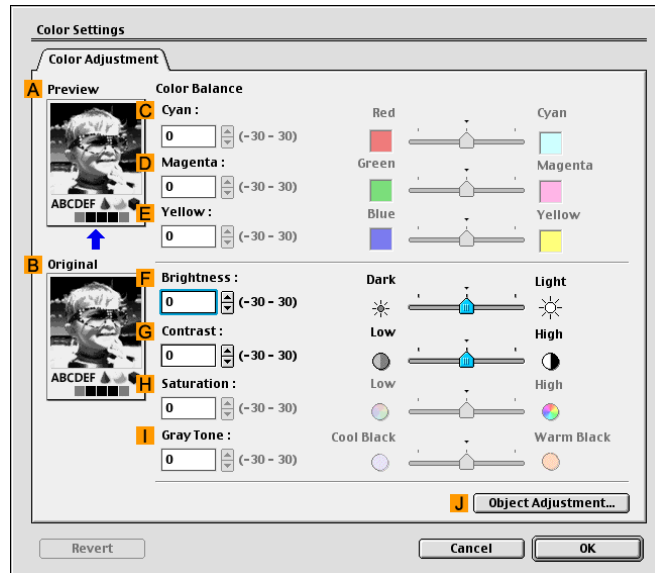 Color Settings
Color Adjustment
A Preview
Color Balance
C Cyan :
Red
Cyan
0 (-30 - 30)
D Magenta :
Green
Magenta
0 (-30 - 30)
ABCDEF
E Yellow :
Blue
Yellow
0 (-30 - 30)
B Original
F Brightness :
Dark
Light
0 (-30 - 30)
G Contrast :
Low
High
0 (-30 - 30)
ABCDEF
H Saturation :
Low
High
0 (-30 - 30)
I Gray Tone :
Cool Black
Warm Black
0 (-30 - 30)
J Object Adjustment...
Revert
Cancel
OK